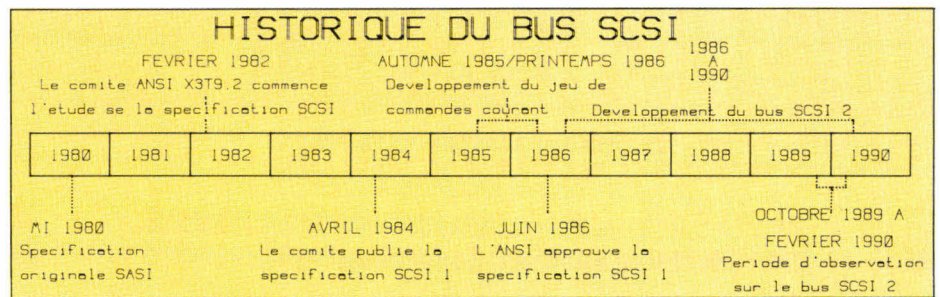 HISTORIQUE DU BUS SCSI
FEVRIER 1982
Le comite ANSI X3T9.2 commence
l'etude se la specification SCSI
AUTOMNE 1985/PRINTEMPS 1986
Developpement du jeu de
commandes courant
1986
A
1990
Developpement du bus SCSI 2
1980 1981 1982 1983 1984 1985 1986 1987 1988 1989 1990
MI 1980
Specification
originale SASI
AVRIL 1984
Le comite publie la
specification SCSI 1
JUIN 1986
L'ANSI approuve la
specification SCSI 1
OCTOBRE 1989 A
FEVRIER 1990
Periode d'observation
sur le bus SCSI 2